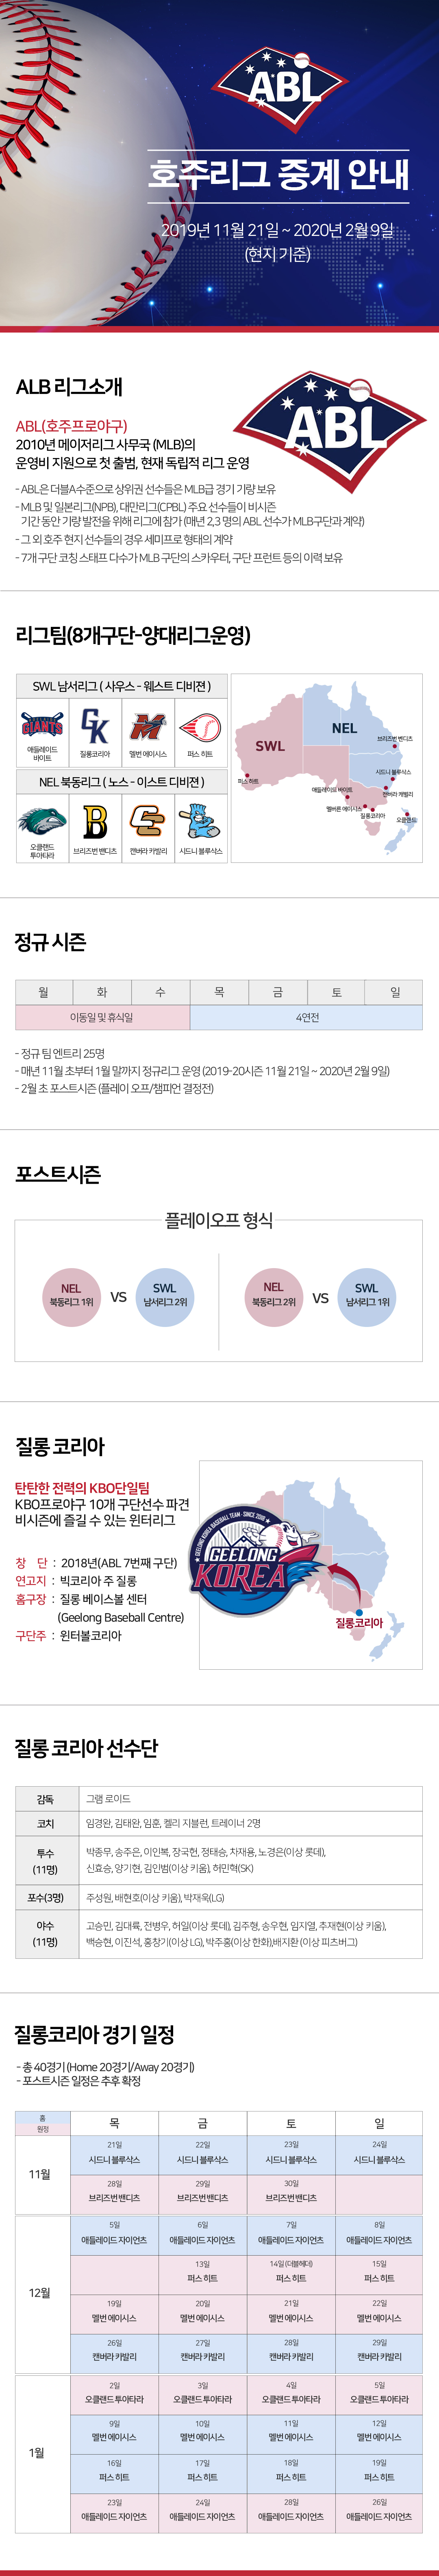 ABL
호주리그 중계 안내
2019년 11월 21일 ~ 2020년 2월 9일
(현지 기준)
ALB 리그소개
ABL
ABL(호주프로야구)
2010년 메이저리그 사무국 (MLB)의
운영비 지원으로 첫 출범, 현재 독립적 리그 운영
- ABL은 더블A수준으로 상위권 선수들은 MLB급 경기 기량 보유
- MLB 및 일본리그(NPB), 대만리그(CPBL) 주요 선수들이 비시즌
기간 동안 기량 발전을 위해 리그에 참가 (매년 2,3 명의 ABL 선수가 MLB구단과 계약)
- 그 외 호주 현지 선수들의 경우 세미프로 형태의 계약
- 7개 구단 코칭 스태프 다수가 MLB 구단의 스카우터, 구단 프런트 등의 이력 보유
리그팀(8개구단-양대리그운영)
SWL 남서리그 ( 사우스 - 웨스트 디비젼 )
GIANTS
GK
애들레이드
바이트
질롱코리아
멜번 에이시스
퍼스 히트
NEL 북동리그 ( 노스 - 이스트 디비젼 )
B
오클랜드
투아타라
브리즈번 밴디츠
캔버라 카발리
시드니 블루삭스
SWL
NEL
브리즈번 밴디츠
시드니 블루삭스
퍼스 히트
애들레이드 바이트
캔버라 캐벌리
멜버른 에이시스
질롱코리아
오클랜드
정규 시즌
월 화 수 목 금 토 일
이동일 및 휴식일 4연전
- 정규 팀 엔트리 25명
- 매년 11월 초부터 1월 말까지 정규리그 운영 (2019-20시즌 11월 21일 ~ 2020년 2월 9일)
- 2월 초 포스트시즌 (플레이 오프/챔피언 결정전)
포스트시즌
플레이오프 형식
NEL
북동리그 1위
VS
SWL
남서리그 2위
NEL
북동리그 2위
VS
SWL
남서리그 1위
질롱 코리아
탄탄한 전력의 KBO단일팀
KBO프로야구 10개 구단선수 파견
비시즌에 즐길 수 있는 윈터리그
창 단 : 2018년(ABL 7번째 구단)
연고지 : 빅코리아 주 질롱
홈구장 : 질롱 베이스볼 센터
(Geelong Baseball Centre)
구단주 : 윈터볼코리아
GEELONG KOREA BASEBALL TEAM · SINCE 2018
GEELONG
KOREA
질롱코리아
질롱 코리아 선수단
감독 그램 로이드
코치 임경완, 김태완, 임훈, 켈리 지블런, 트레이너 2명
투수
(11명)
박종무, 송주은, 이인복, 장국헌, 정태승, 차재용, 노경은(이상 롯데),
신효승, 양기현, 김인범(이상 키움), 허민혁(SK)
포수(3명) 주성원, 배현호(이상 키움), 박재욱(LG)
야수
(11명)
고승민, 김대륙, 전병우, 허일(이상 롯데), 김주형, 송우현, 임지열, 추재현(이상 키움),
백승현, 이진석, 홍창기(이상 LG), 박주홍(이상 한화),배지환 (이상 피츠버그)
질롱코리아 경기 일정
- 총 40경기 (Home 20경기/Away 20경기)
- 포스트시즌 일정은 추후 확정
홈
원정
목 금 토 일
11월
21일 22일 23일 24일
시드니 블루삭스 시드니 블루삭스 시드니 블루삭스 시드니 블루삭스
28일 29일 30일
브리즈번 밴디츠 브리즈번 밴디츠 브리즈번 밴디츠
12월
5일 6일 7일 8일
애들레이드 자이언츠 애들레이드 자이언츠 애들레이드 자이언츠 애들레이드 자이언츠
13일 14일 (더블헤더) 15일
퍼스 히트 퍼스 히트 퍼스 히트
19일 20일 21일 22일
멜번 에이시스 멜번 에이시스 멜번 에이시스 멜번 에이시스
26일 27일 28일 29일
캔버라 카발리 캔버라 카발리 캔버라 카발리 캔버라 카발리
1월
2일 3일 4일 5일
오클랜드 투아타라 오클랜드 투아타라 오클랜드 투아타라 오클랜드 투아타라
9일 10일 11일 12일
멜번 에이시스 멜번 에이시스 멜번 에이시스 멜번 에이시스
16일 17일 18일 19일
퍼스 히트 퍼스 히트 퍼스 히트 퍼스 히트
23일 24일 28일 26일
애들레이드 자이언츠 애들레이드 자이언츠 애들레이드 자이언츠 애들레이드 자이언츠